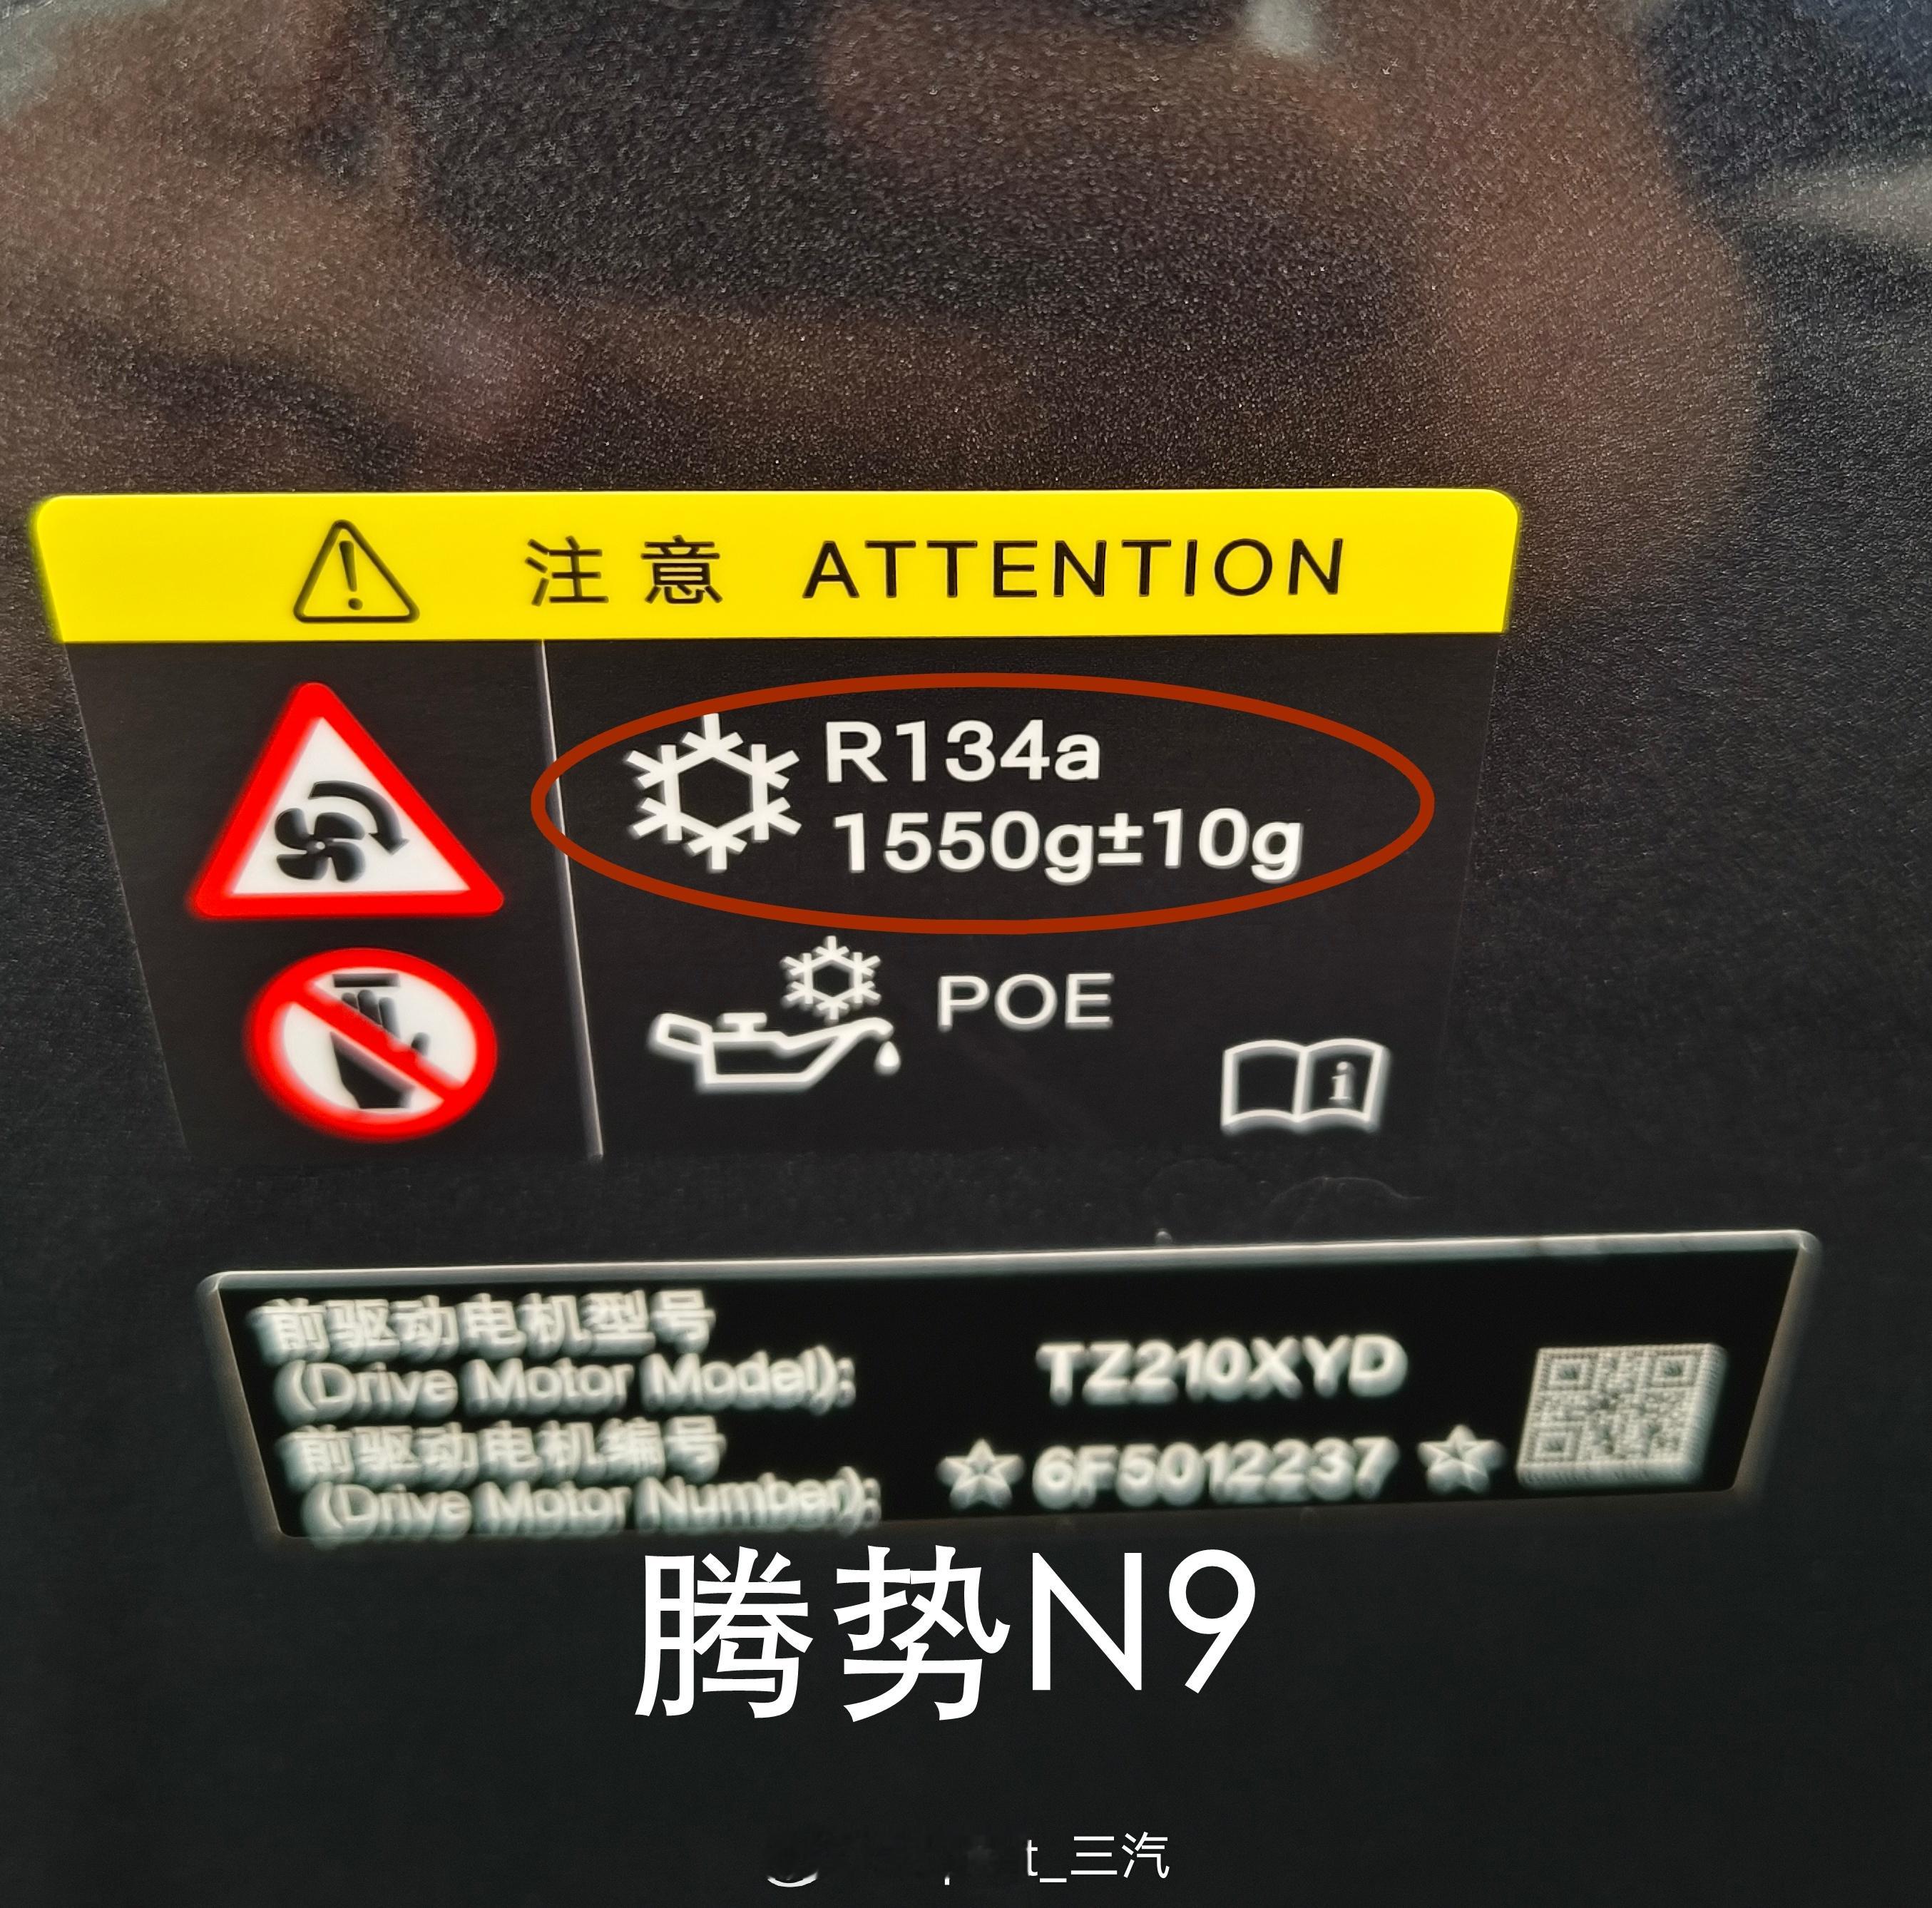 注意 ATTENTION
R134a
1550g±10g
POE
前驱动电机型号
(Drive Motor Model):
TZ210XYD
前驱动电机编号
(Drive Motor Number):
☆6F5012237☆
腾势N9
t_三汽